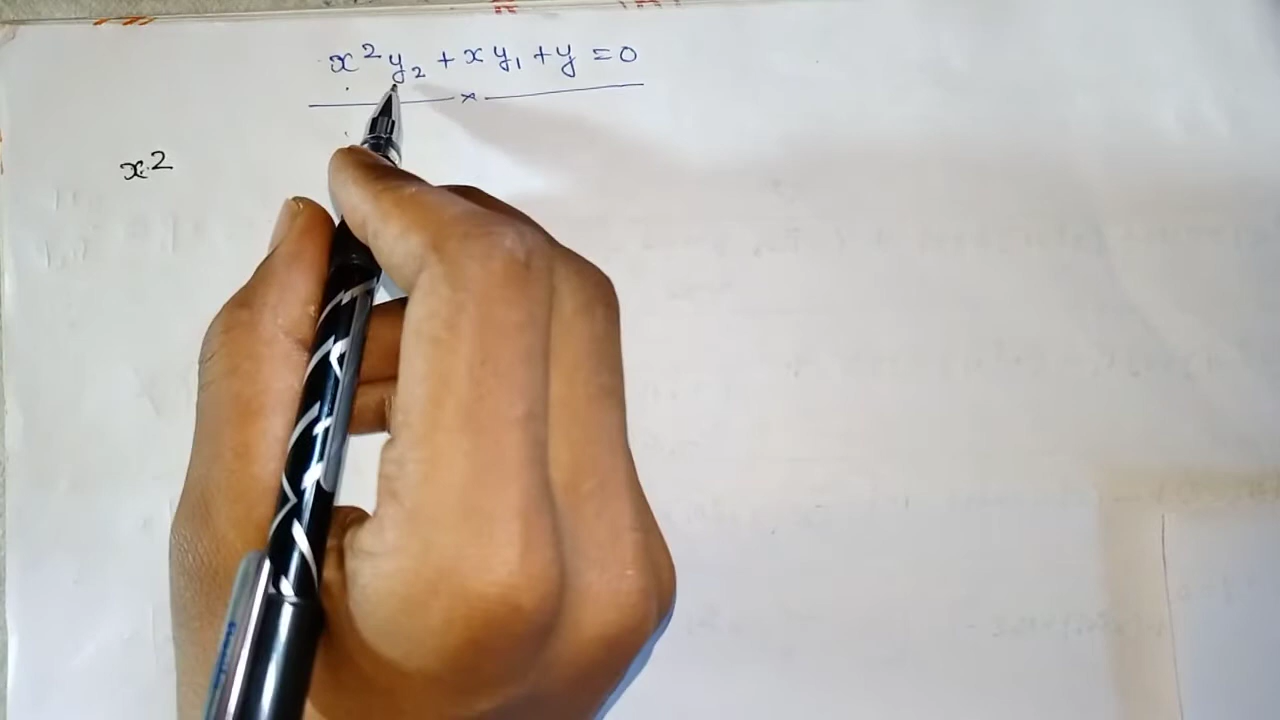 x²y₂ + xy₁ + y = 0
x²